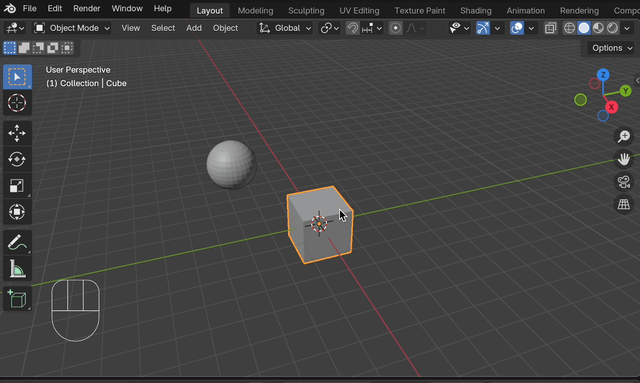 File Edit Render Window Help Layout Modeling Sculpting UV Editing Texture Paint Shading Animation Rendering Compo
Object Mode View Select Add Object Global
Options
User Perspective
(1) Collection | Cube
Z
Y
X